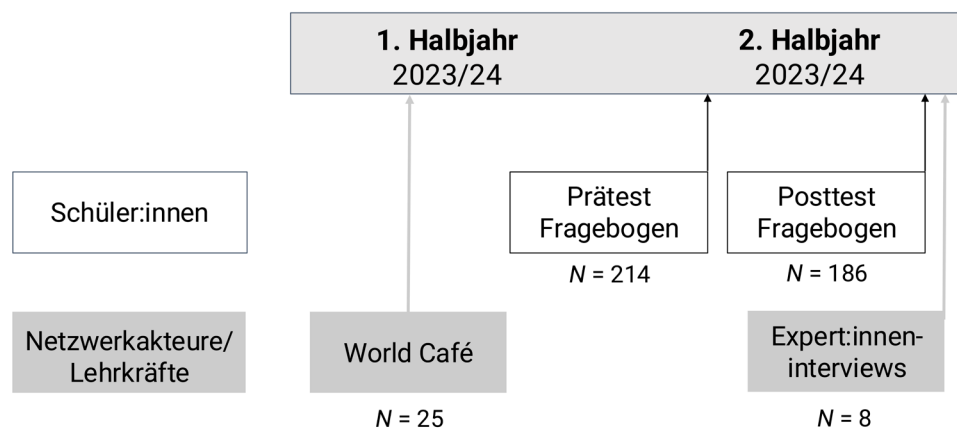 1. Halbjahr
2023/24
2. Halbjahr
2023/24
Schüler:innen
Prätest
Fragebogen
N = 214
Posttest
Fragebogen
N = 186
Netzwerkakteure/
Lehrkräfte
World Café
N = 25
Expert:innen-
interviews
N = 8